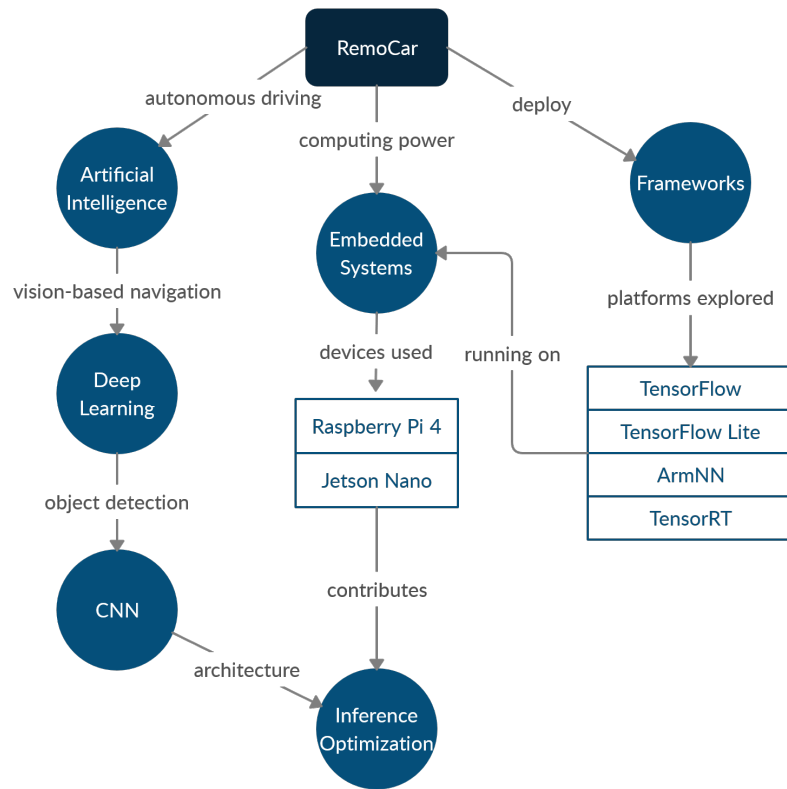 RemoCar
autonomous driving
computing power
deploy
Artificial
Intelligence
Embedded
Systems
Frameworks
vision-based navigation
devices used
running on
platforms explored
Deep
Learning
Raspberry Pi 4
Jetson Nano
TensorFlow
TensorFlow Lite
ArmNN
TensorRT
object detection
CNN
contributes
architecture
Inference
Optimization